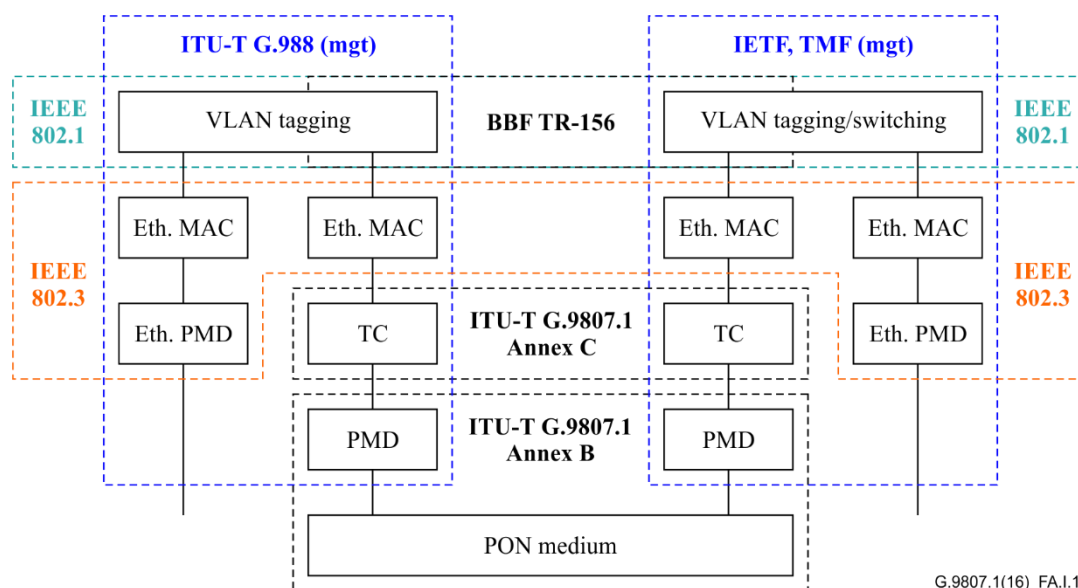 ITU-T G.988 (mgt)
IETF, TMF (mgt)
IEEE
802.1
VLAN tagging
BBF TR-156
VLAN tagging/switching
IEEE
802.1
Eth. MAC
Eth. MAC
Eth. MAC
Eth. MAC
IEEE
802.3
IEEE
802.3
Eth. PMD
TC
ITU-T G.9807.1
Annex C
TC
Eth. PMD
PMD
ITU-T G.9807.1
Annex B
PMD
PON medium
G.9807.1(16)_FA.I.1